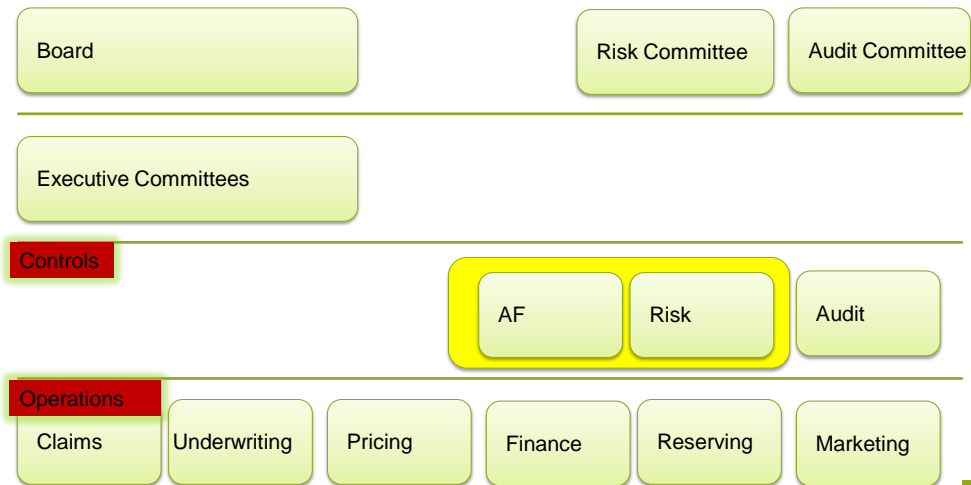 Board
Risk Committee
Audit Committee
Executive Committees
Controls
AF
Risk
Audit
Operations
Claims
Underwriting
Pricing
Finance
Reserving
Marketing